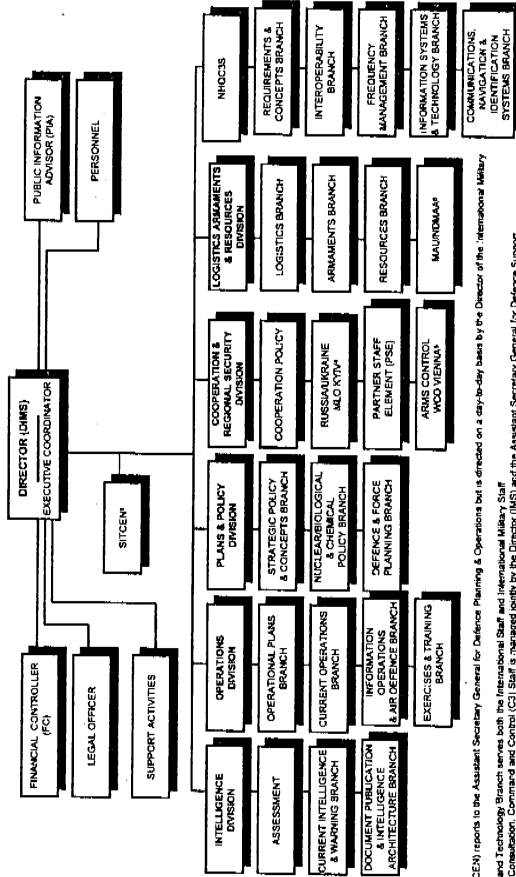 DIRECTOR (DIMS)
EXECUTIVE COORDINATOR
FINANCIAL CONTROLLER
(FC)
LEGAL OFFICER
SUPPORT ACTIVITIES
PUBLIC INFORMATION
ADVISOR (PIA)
PERSONNEL
SITCEN
INTELLIGENCE
DIVISION
ASSESSMENT
CURRENT INTELLIGENCE
& WARNING BRANCH
DOCUMENT PUBLICATION
& INTELLIGENCE
ARCHITECTURE BRANCH
OPERATIONS
DIVISION
OPERATIONAL PLANS
BRANCH
CURRENT OPERATIONS
BRANCH
INFORMATION
OPERATIONS
& AIR DEFENCE BRANCH
EXERCISES & TRAINING
BRANCH
PLANS & POLICY
DIVISION
STRATEGIC POLICY
& CONCEPTS BRANCH
NUCLEAR/BIOLOGICAL
& CHEMICAL
POLICY BRANCH
DEFENCE & FORCE
PLANNING BRANCH
COOPERATION &
REGIONAL SECURITY
DIVISION
COOPERATION POLICY
RUSSIA/UKRAINE
MLO KYIV
PARTNER STAFF
ELEMENT (PSE)
ARMS CONTROL
WCO VIENNA
LOGISTICS ARMAMENTS
& RESOURCES
DIVISION
LOGISTICS BRANCH
ARMAMENTS BRANCH
RESOURCES BRANCH
NHQC3S
REQUIREMENTS &
CONCEPTS BRANCH
INTEROPERABILITY
BRANCH
FREQUENCY
MANAGEMENT BRANCH
INFORMATION SYSTEMS
& TECHNOLOGY BRANCH
COMMUNICATIONS,
NAVIGATION &
IDENTIFICATION
SYSTEMS BRANCH
CEN) reports to the Assistant Secretary General for Defence Planning & Operations but is directed on a day-to-day basis by the Director of the International Military
and Technology Branch serves both the International Staff and International Military Staff
Consultation, Command and Control (C3) Staff is managed jointly by the Director (IMS) and the Assistant Secretary General for Defence Support